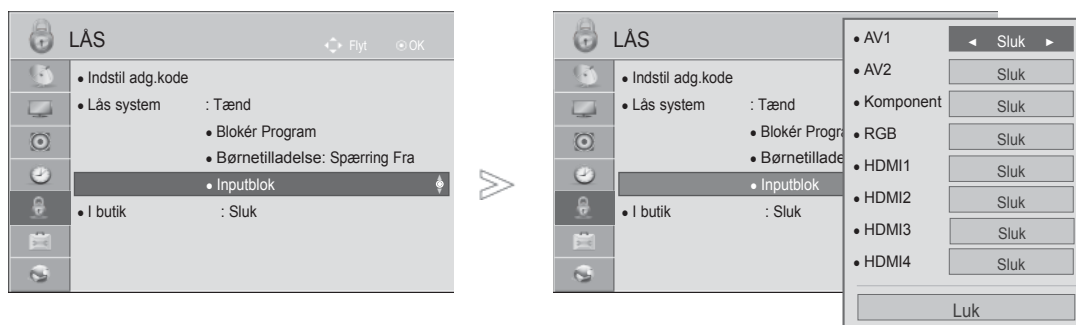 LÅS
Flyt
OK
• Indstil adg.kode
• Lås system : Tænd
• Blokér Program
• Børnetilladelse: Spærring Fra
• Inputblok
• I butik : Sluk
LÅS
• Indstil adg.kode
• Lås system : Tænd
• Blokér Progra
• Børnetillade
• Inputblok
• I butik : Sluk
• AV1 ◄ Sluk ►
• AV2 Sluk
• Komponent Sluk
• RGB Sluk
• HDMI1 Sluk
• HDMI2 Sluk
• HDMI3 Sluk
• HDMI4 Sluk
Luk